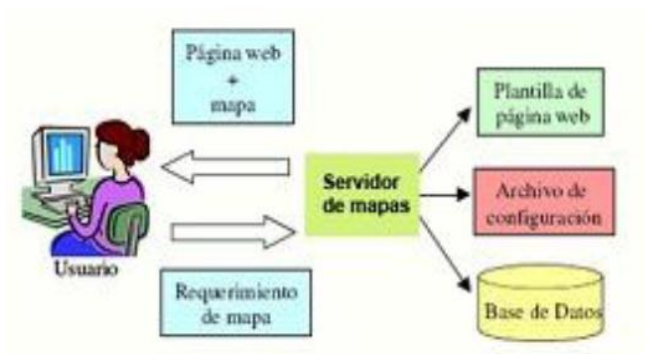 Página web
+
mapa
Plantilla de
página web
Servidor
de mapas
Archivo de
configuración
Usuario
Requerimiento
de mapa
Base de Datos